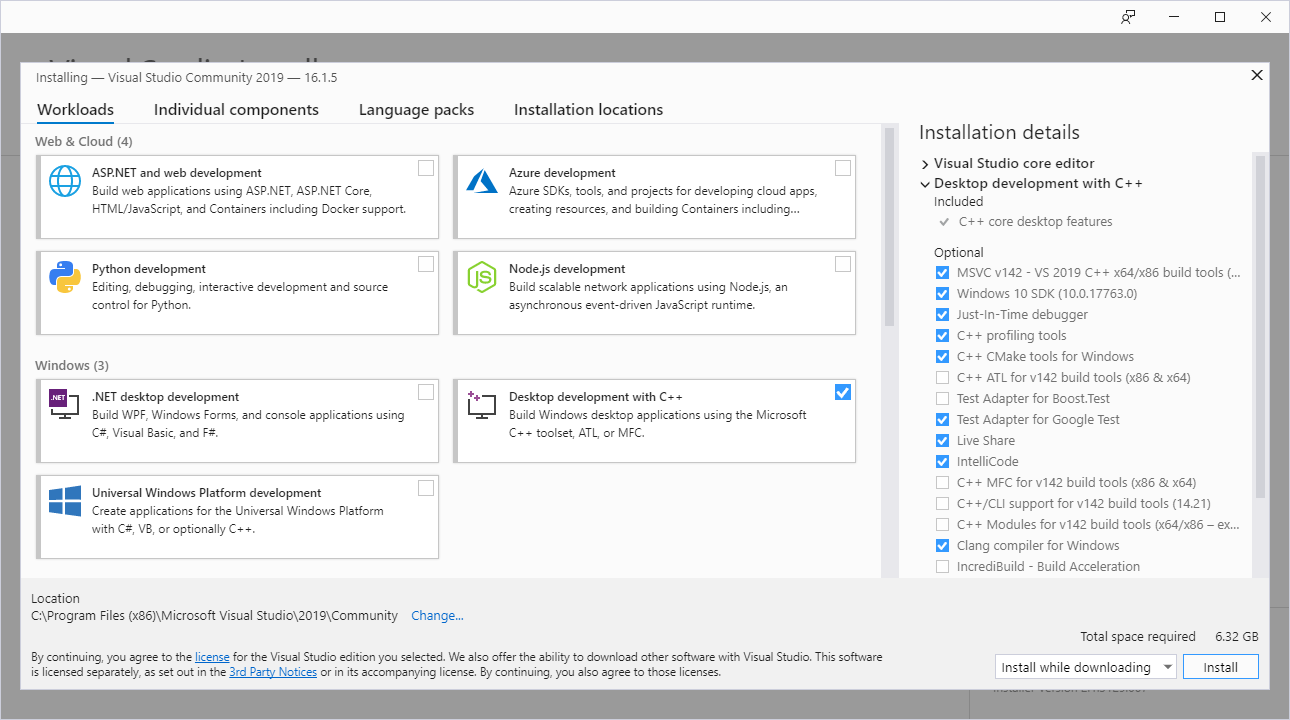 Installing — Visual Studio Community 2019 — 16.1.5
Workloads
Individual components
Language packs
Installation locations
Web & Cloud (4)
ASP.NET and web development
Build web applications using ASP.NET, ASP.NET Core,
HTML/JavaScript, and Containers including Docker support.
Azure development
Azure SDKs, tools, and projects for developing cloud apps,
creating resources, and building Containers including...
Python development
Editing, debugging, interactive development and source
control for Python.
Node.js development
Build scalable network applications using Node.js, an
asynchronous event-driven JavaScript runtime.
Windows (3)
.NET
.NET desktop development
Build WPF, Windows Forms, and console applications using
C#, Visual Basic, and F#.
Desktop development with C++
Build Windows desktop applications using the Microsoft
C++ toolset, ATL, or MFC.
Universal Windows Platform development
Create applications for the Universal Windows Platform
with C#, VB, or optionally C++.
Installation details
Visual Studio core editor
Desktop development with C++
Included
C++ core desktop features
Optional
MSVC v142 - VS 2019 C++ x64/x86 build tools (...
Windows 10 SDK (10.0.17763.0)
Just-In-Time debugger
C++ profiling tools
C++ CMake tools for Windows
C++ ATL for v142 build tools (x86 & x64)
Test Adapter for Boost.Test
Test Adapter for Google Test
Live Share
IntelliCode
C++ MFC for v142 build tools (x86 & x64)
C++/CLI support for v142 build tools (14.21)
C++ Modules for v142 build tools (x64/x86 – ex...
Clang compiler for Windows
IncrediBuild - Build Acceleration
Location
C:\Program Files (x86)\Microsoft Visual Studio\2019\Community
Change...
Total space required 6.32 GB
By continuing, you agree to the license for the Visual Studio edition you selected. We also offer the ability to download other software with Visual Studio. This software
is licensed separately, as set out in the 3rd Party Notices or in its accompanying license. By continuing, you also agree to those licenses.
Install while downloading
Install